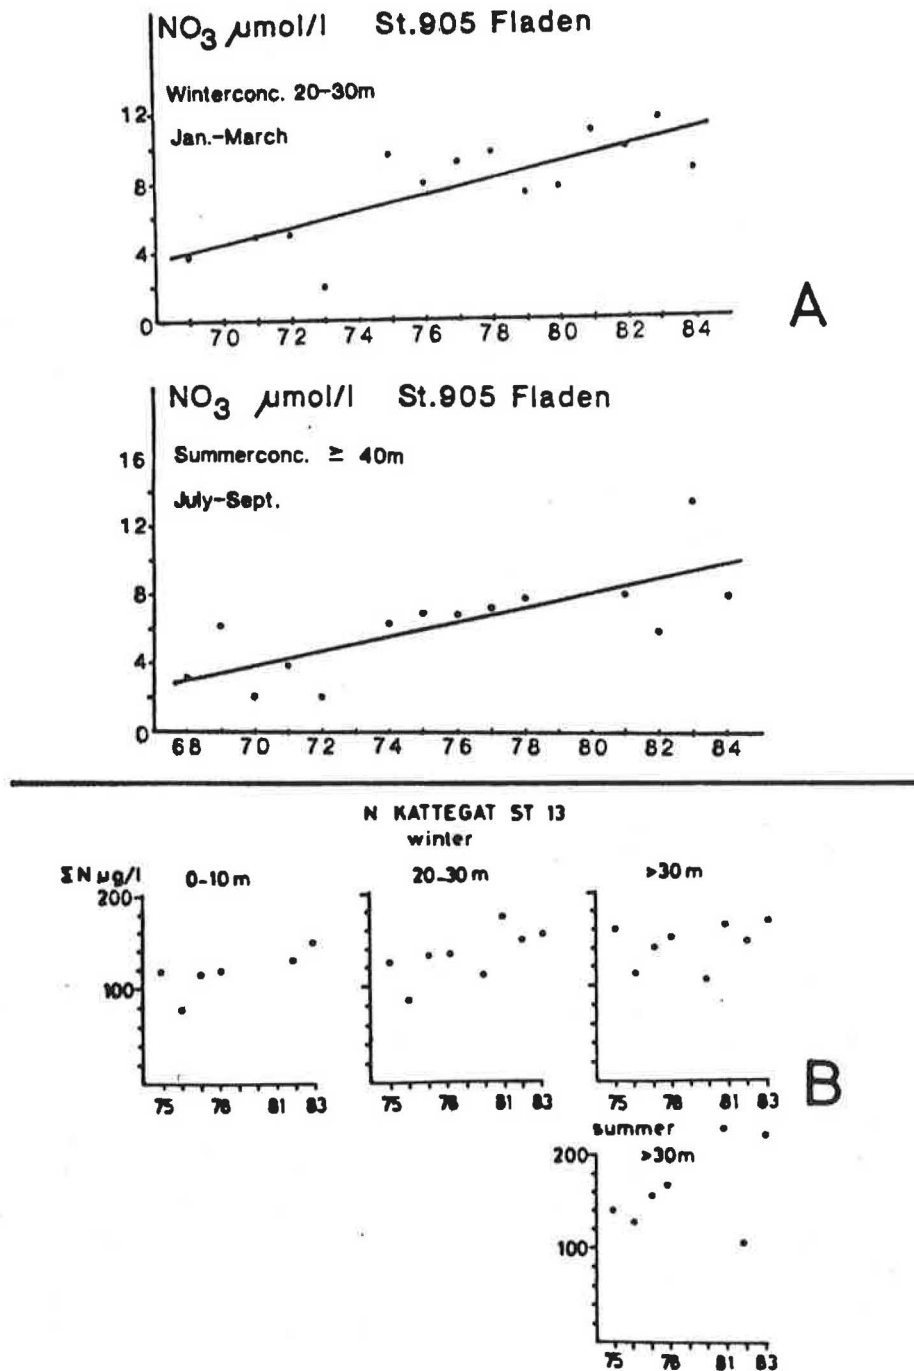 NO3 µmol/l St.905 Fladen
Winterconc. 20-30m
Jan.-March
12
8
4
0
70 72 74 76 78 80 82 84
A
NO3 µmol/l St.905 Fladen
Summerconc. ≥ 40m
July-Sept.
16
12
8
4
0
68 70 72 74 76 78 80 82 84
N KATTEGAT ST 13
winter
ΣN µg/l 0-10m 20-30m >30m
200
100
75 78 81 83 75 78 81 83 75 78 81 83
B
summer
>30m
200
100
75 78 81 83